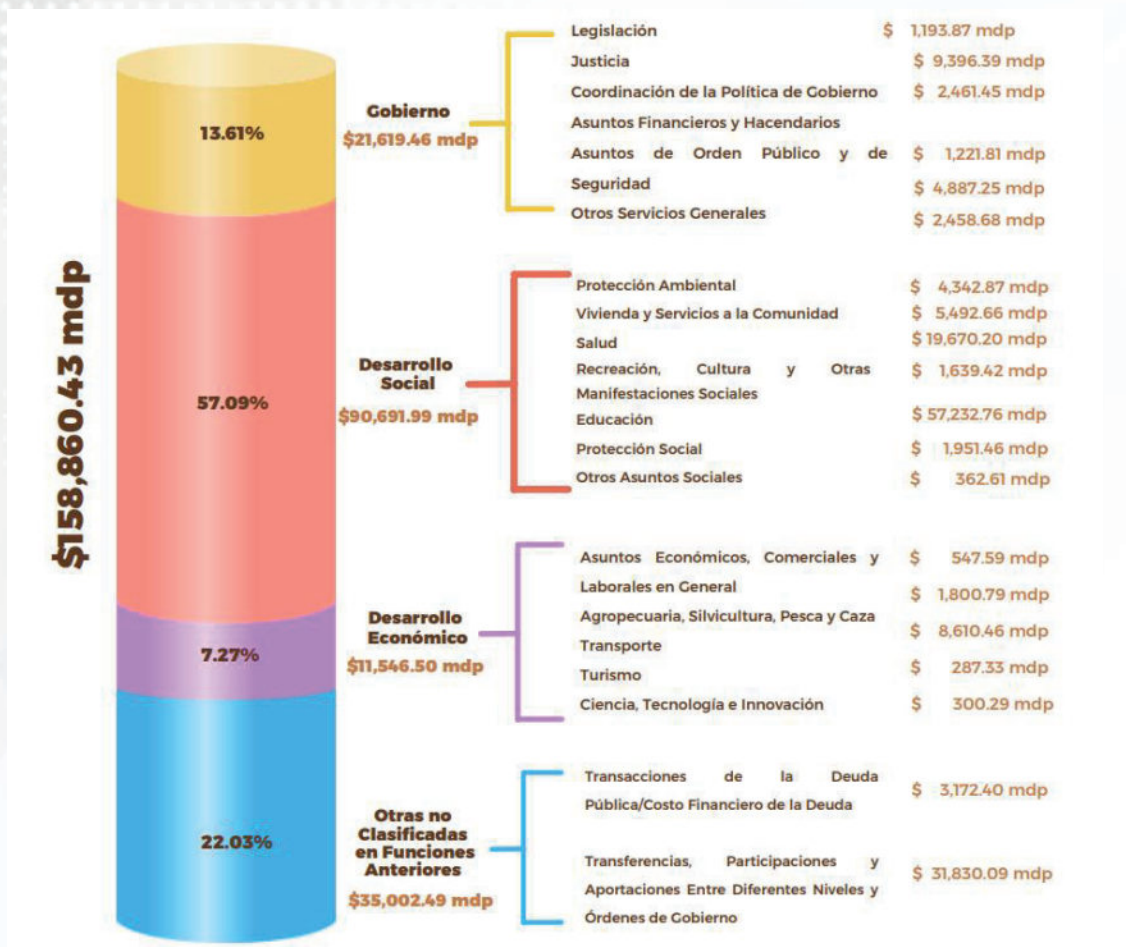 $158,860.43 mdp
13.61%
Gobierno
$21,619.46 mdp
Legislación $ 1,193.87 mdp
Justicia $ 9,396.39 mdp
Coordinación de la Política de Gobierno $ 2,461.45 mdp
Asuntos Financieros y Hacendarios
Asuntos de Orden Público y de $ 1,221.81 mdp
Seguridad $ 4,887.25 mdp
Otros Servicios Generales $ 2,458.68 mdp
57.09%
Desarrollo
Social
$90,691.99 mdp
Protección Ambiental $ 4,342.87 mdp
Vivienda y Servicios a la Comunidad $ 5,492.66 mdp
Salud $ 19,670.20 mdp
Recreación, Cultura y Otras $ 1,639.42 mdp
Manifestaciones Sociales
Educación $ 57,232.76 mdp
Protección Social $ 1,951.46 mdp
Otros Asuntos Sociales $ 362.61 mdp
7.27%
Desarrollo
Económico
$11,546.50 mdp
Asuntos Económicos, Comerciales y $ 547.59 mdp
Laborales en General $ 1,800.79 mdp
Agropecuaria, Silvicultura, Pesca y Caza
Transporte $ 8,610.46 mdp
Turismo $ 287.33 mdp
Ciencia, Tecnología e Innovación $ 300.29 mdp
22.03%
Otras no
Clasificadas
en Funciones
Anteriores
$35,002.49 mdp
Transacciones de la Deuda
Pública/Costo Financiero de la Deuda $ 3,172.40 mdp
Transferencias, Participaciones y
Aportaciones Entre Diferentes Niveles y $ 31,830.09 mdp
Órdenes de Gobierno